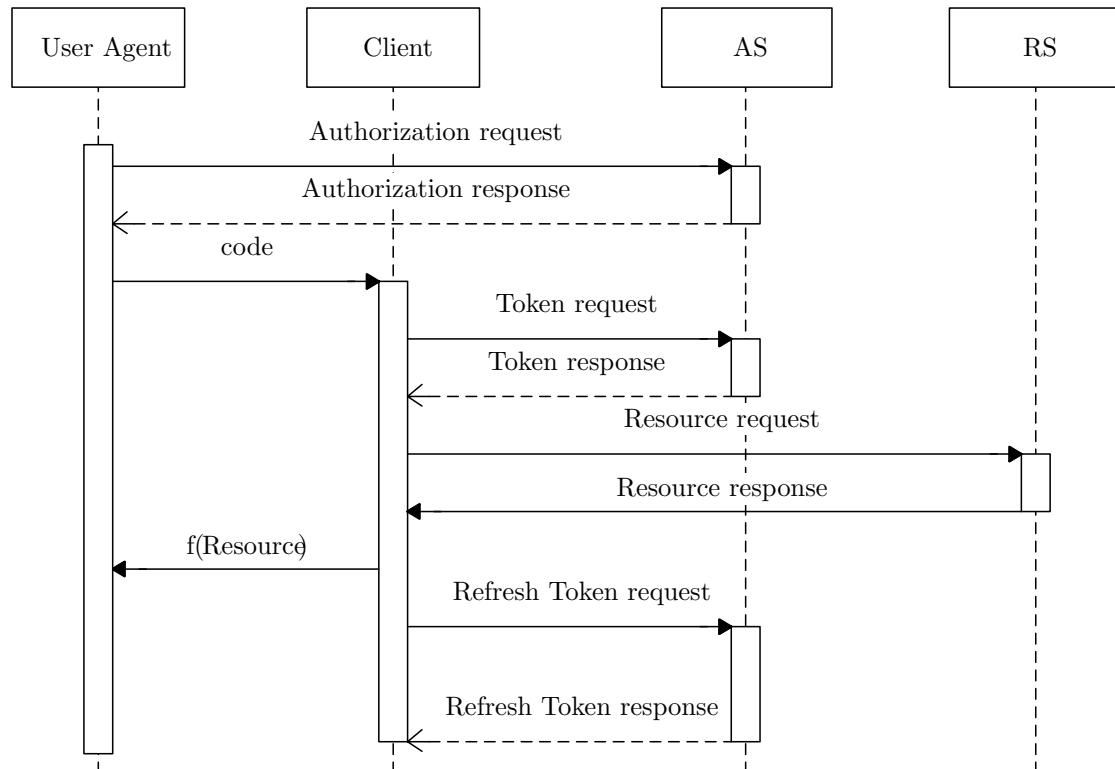 User Agent
Client
AS
RS
Authorization request
Authorization response
code
Token request
Token response
Resource request
Resource response
f(Resource)
Refresh Token request
Refresh Token response